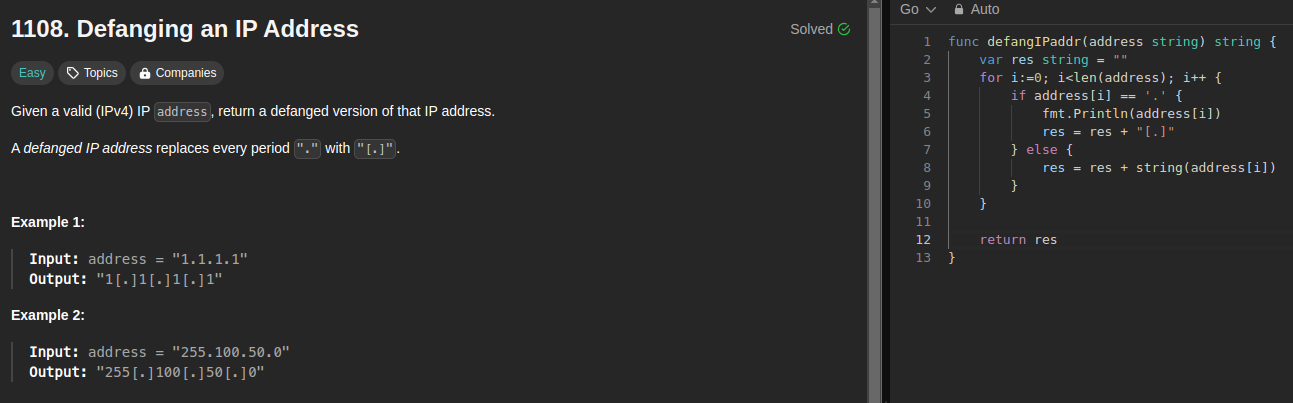 1108. Defanging an IP Address
Solved
Easy
Topics
Companies
Given a valid (IPv4) IP address, return a defanged version of that IP address.
A defanged IP address replaces every period "." with "[.]".
Example 1:
Input: address = "1.1.1.1"
Output: "1[.]1[.]1[.]1"
Example 2:
Input: address = "255.100.50.0"
Output: "255[.]100[.]50[.]0"
Go
Auto
1 func defangIPaddr(address string) string {
2     var res string = ""
3     for i:=0; i<len(address); i++ {
4         if address[i] == '.' {
5             fmt.Println(address[i])
6             res = res + "[.]"
7         } else {
8             res = res + string(address[i])
9         }
10     }
11
12     return res
13 }